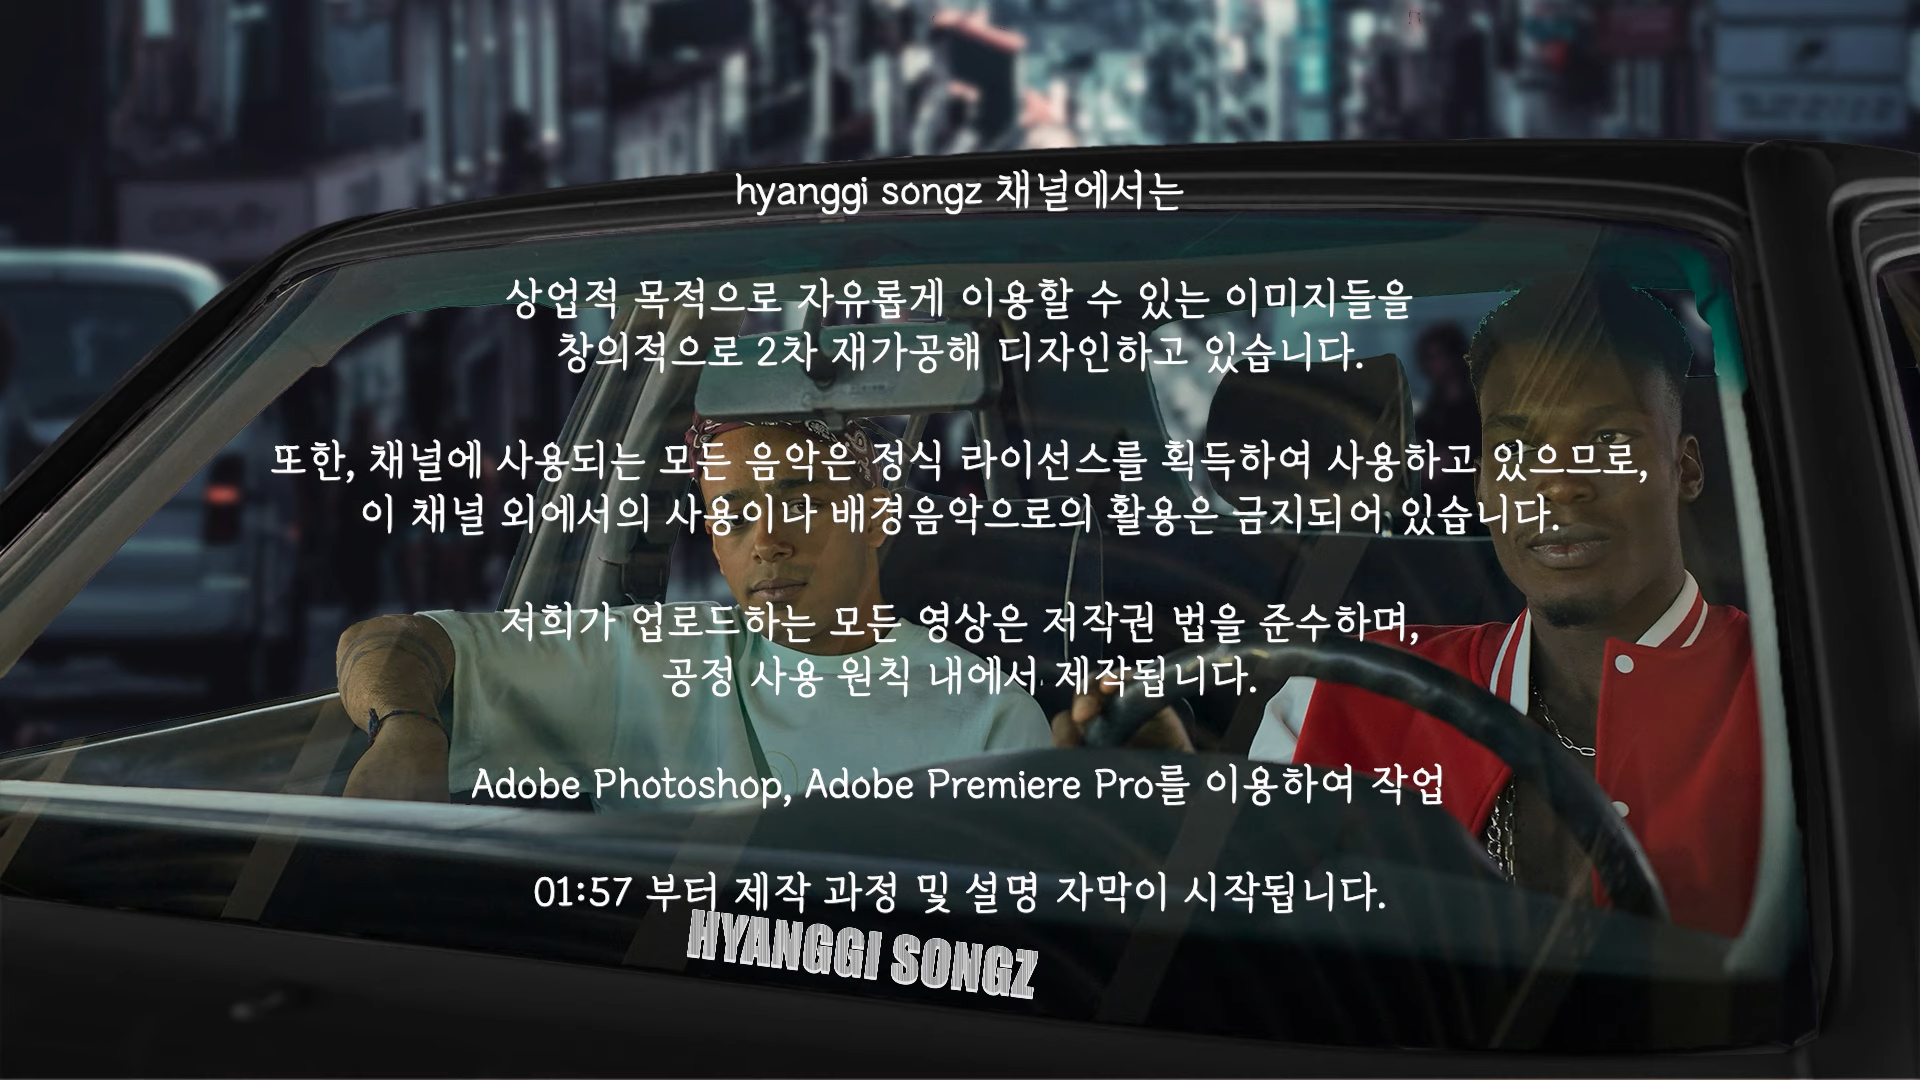 hyanggi songz 채널에서는
상업적 목적으로 자유롭게 이용할 수 있는 이미지들을
창의적으로 2차 재가공해 디자인하고 있습니다.
또한, 채널에 사용되는 모든 음악은 정식 라이선스를 획득하여 사용하고 있으므로,
이 채널 외에서의 사용이나 배경음악으로의 활용은 금지되어 있습니다.
저희가 업로드하는 모든 영상은 저작권 법을 준수하며,
공정 사용 원칙 내에서 제작됩니다.
Adobe Photoshop, Adobe Premiere Pro를 이용하여 작업
01:57 부터 제작 과정 및 설명 자막이 시작됩니다.
HYANGGI SONGZ